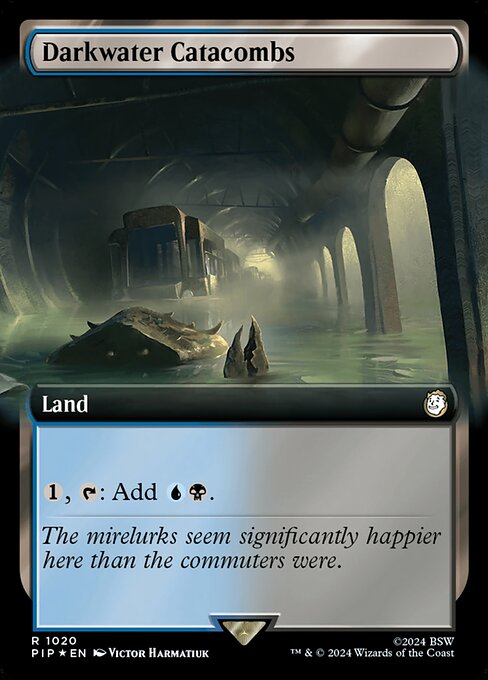 Darkwater Catacombs
Land
1, : Add .
The mirelurks seem significantly happier
here than the commuters were.
R 1020
©2024 BSW
PIP ★ EN Victor Harmatiuk
™ & © 2024 Wizards of the Coast